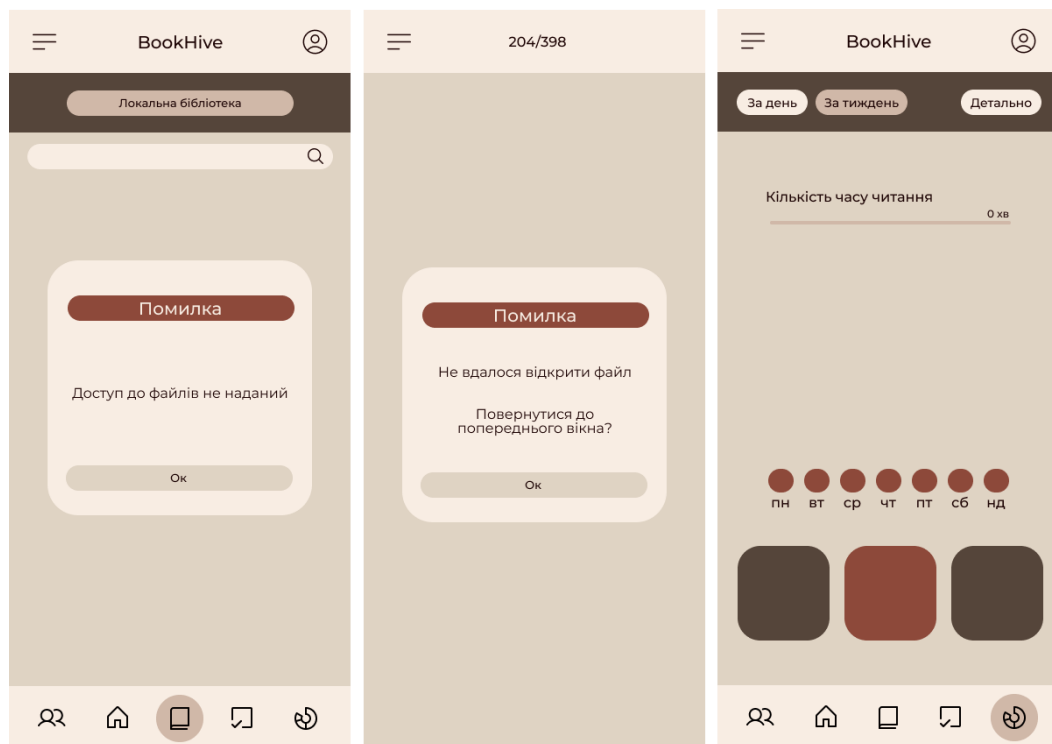 BookHive
Локальна бібліотека
Помилка
Доступ до файлів не наданий
Ок
204/398
Помилка
Не вдалося відкрити файл
Повернутися до
попереднього вікна?
Ок
BookHive
За день За тиждень Детально
Кількість часу читання
0 хв
пн вт ср чт пт сб нд